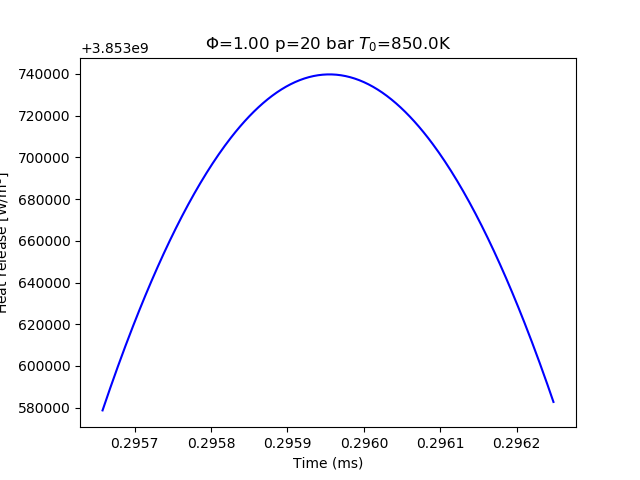 +3.853e9
Φ=1.00 p=20 bar T₀=850.0K
740000
720000
700000
680000
660000
640000
620000
600000
580000
Heat release [W/m³]
0.2957 0.2958 0.2959 0.2960 0.2961 0.2962
Time (ms)